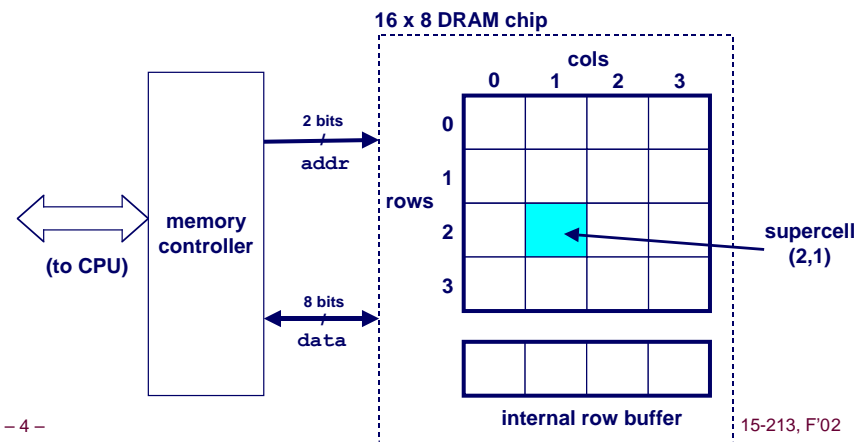 16 x 8 DRAM chip
cols
0 1 2 3
2 bits
/
addr
0
1
rows
2
3
memory
controller
(to CPU)
supercell
(2,1)
8 bits
/
data
internal row buffer
– 4 –
15-213, F'02